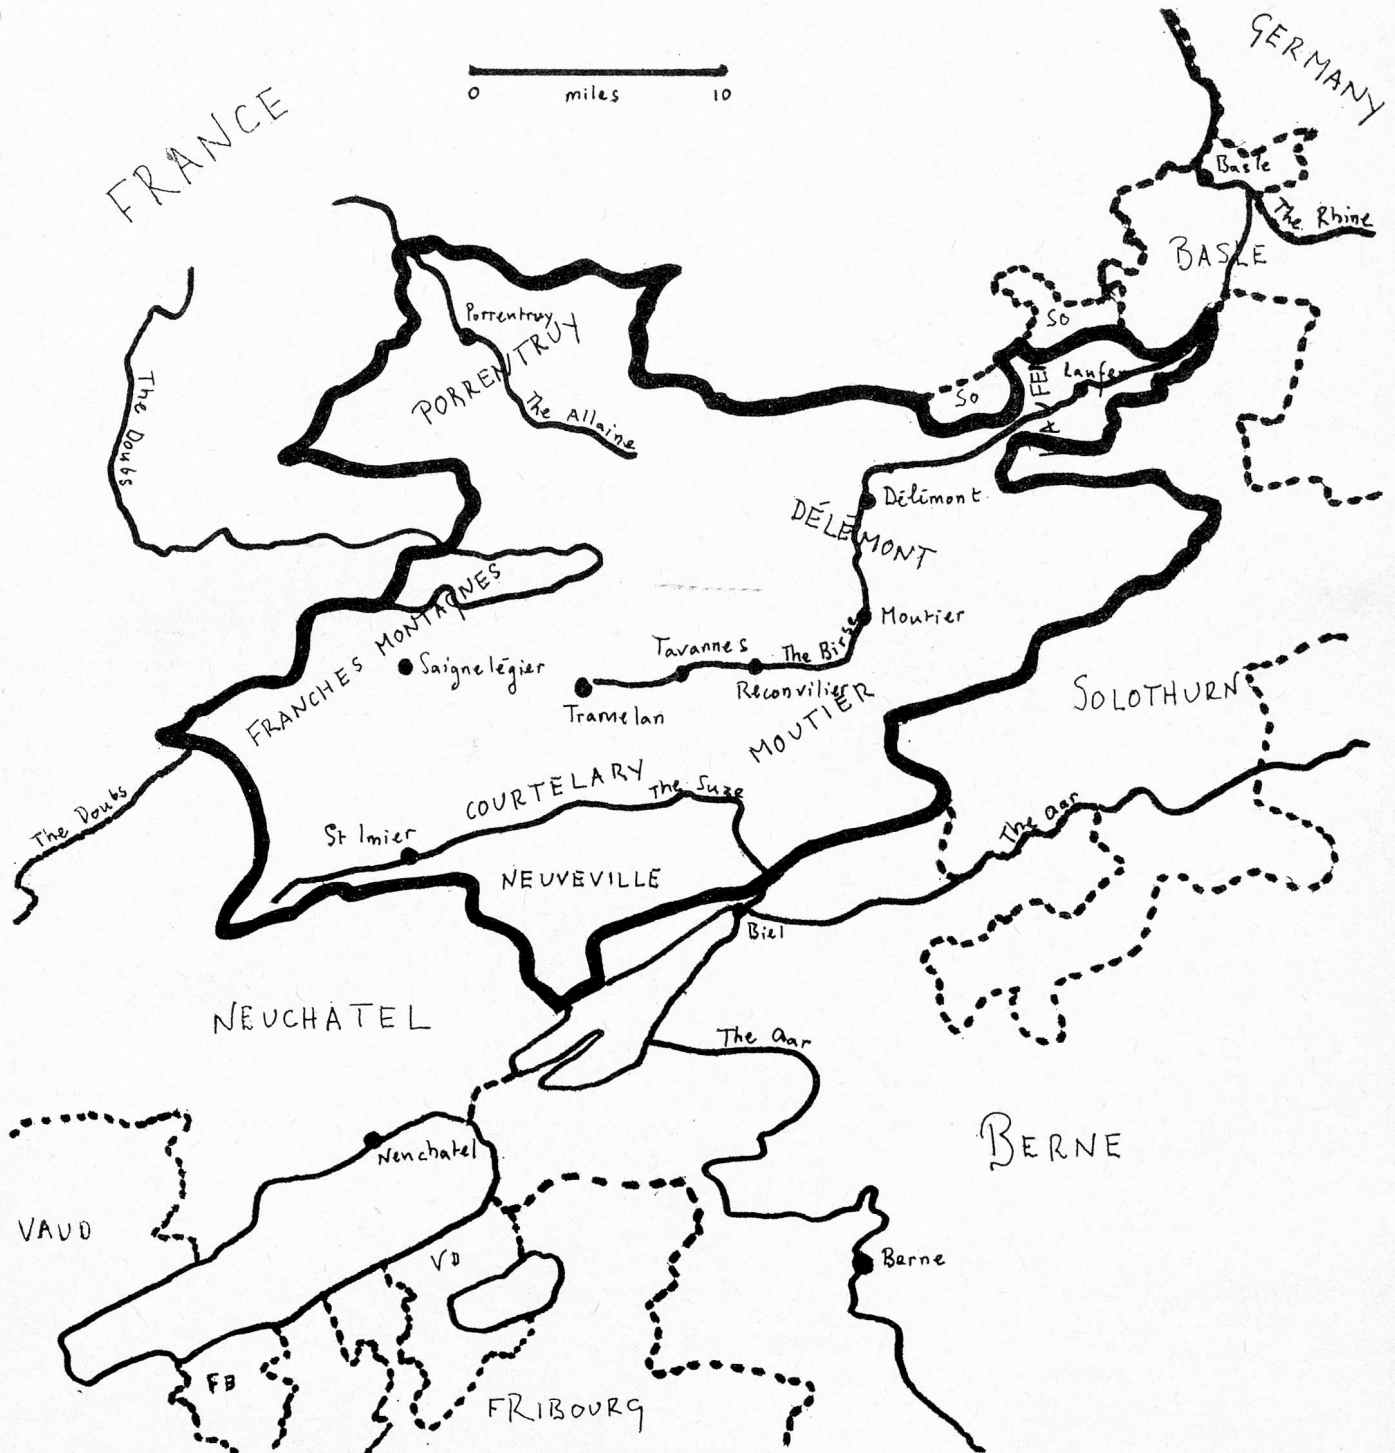 GERMANY
0 miles 10
FRANCE
Basle
The Rhine
BASLE
Porrentruy
PORRENTRUY
So
Laufen
So
The Doubs
The Allaine
Délémont
DÉLÉMONT
FRANCHES MONTAGNES
Moutier
Saignelégier
Tavannes
The Birse
Reconvilier
Tramelan
MOUTIER
SOLOTHURN
COURTELARY
The Suze
The Doubs
St Imier
The Aar
NEUVEVILLE
Biel
NEUCHATEL
The Aar
BERNE
Neuchatel
VAUD
VD
Berne
FB
FRIBOURG